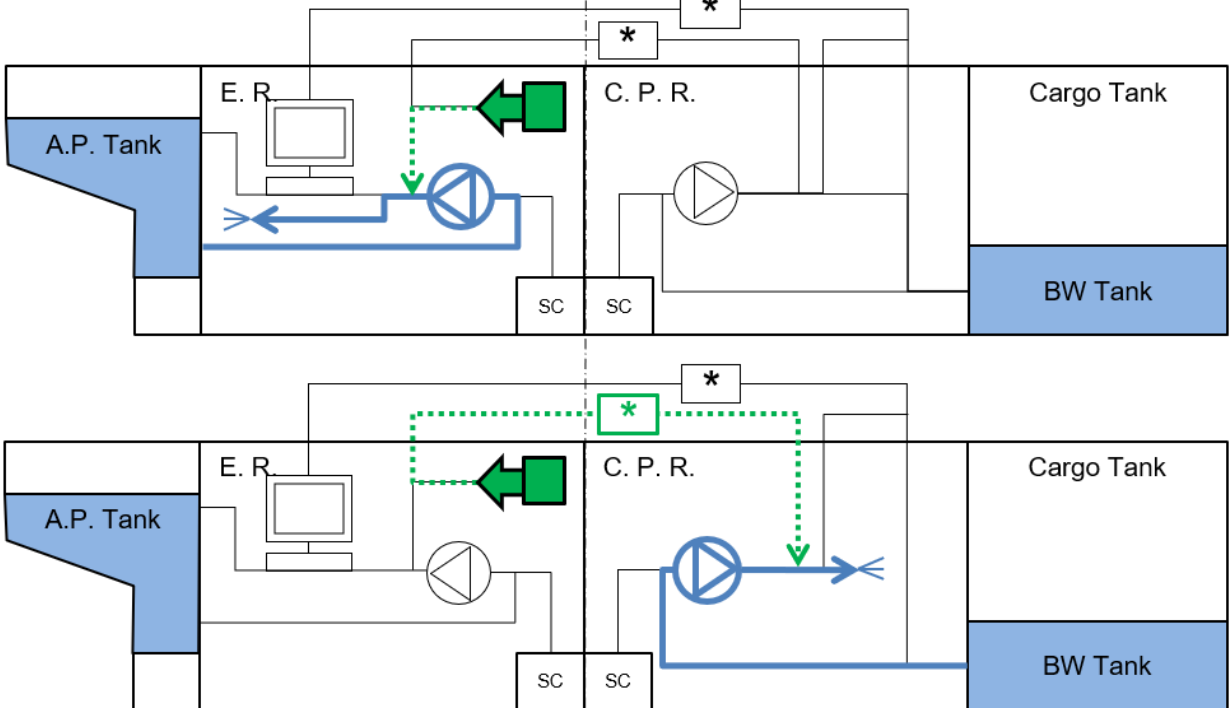 *
*
E. R.
C. P. R.
Cargo Tank
A.P. Tank
SC
SC
BW Tank
*
*
E. R.
C. P. R.
Cargo Tank
A.P. Tank
SC
SC
BW Tank